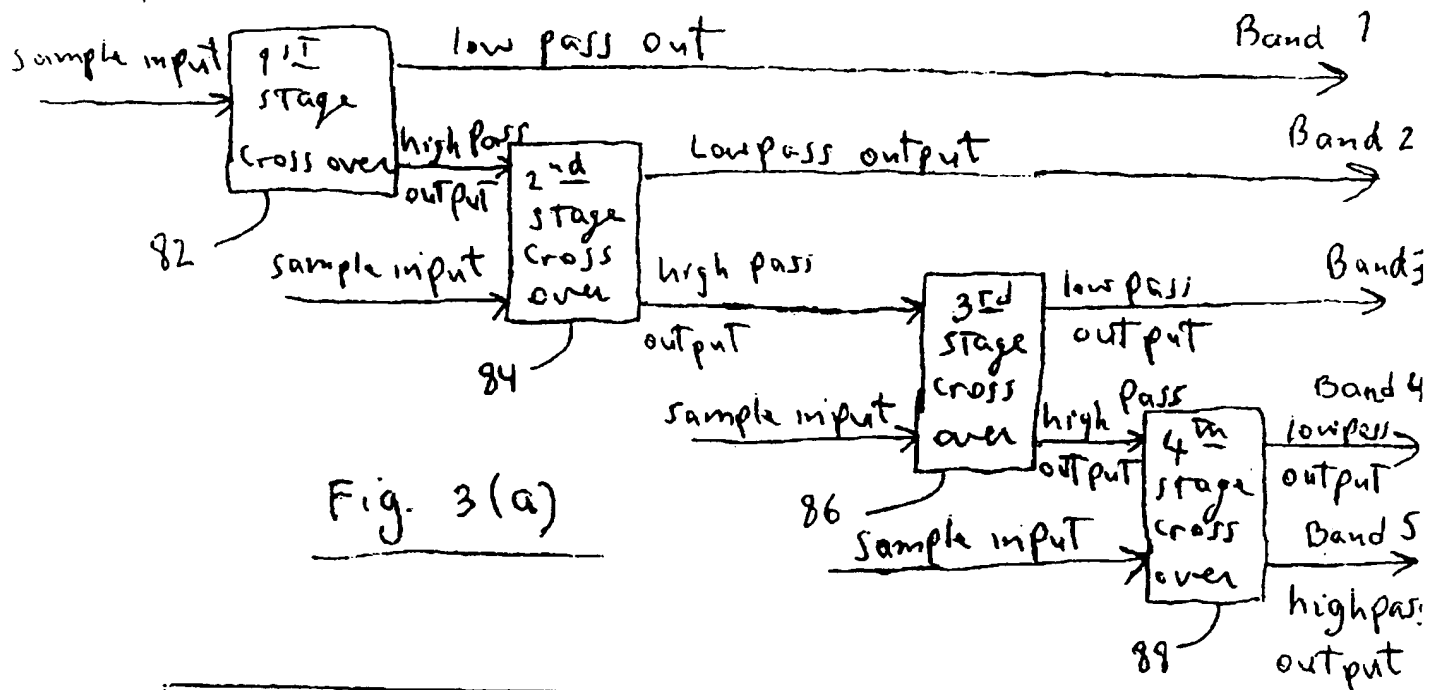 sample input
1st
stage
cross over
low pass out
Band 1
high Pass
output
82
2nd
stage
cross
over
Lowpass output
Band 2
sample input
84
high pass
output
3rd
stage
cross
over
low pass
output
Band 3
sample input
86
high pass
output
4th
stage
cross
over
Band 4
lowpass
output
sample input
88
Band 5
highpass
output
Fig. 3(a)